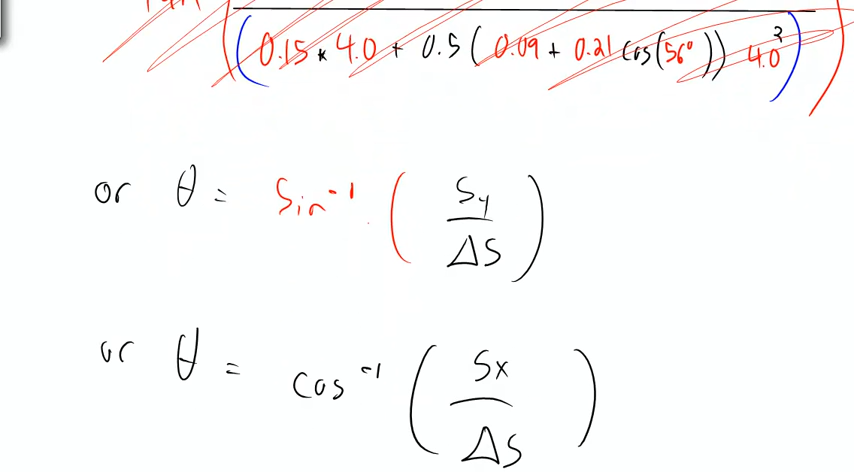 (0.15 * 4.0 + 0.5 (0.09 + 0.21 cos(56°)) 4.0²)
or θ = Sin⁻¹ (Sy / ΔS)
or θ = cos⁻¹ (Sx / ΔS)